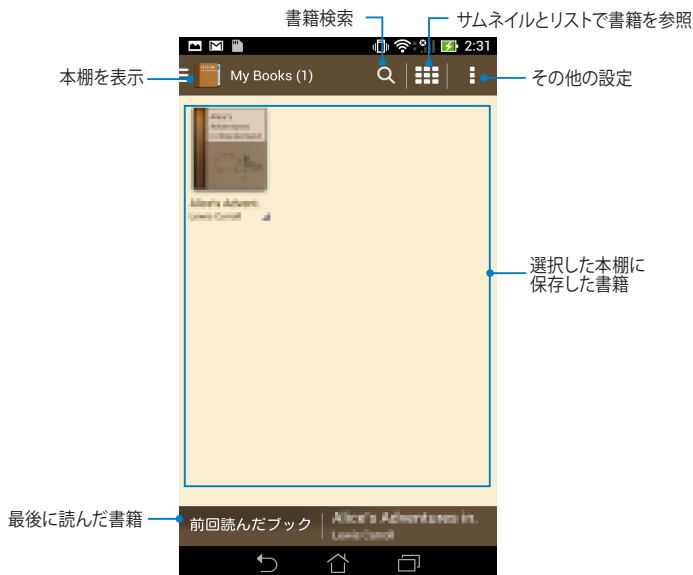 書籍検索
サムネイルとリストで書籍を参照
2:31
本棚を表示
My Books (1)
その他の設定
選択した本棚に
保存した書籍
最後に読んだ書籍
前回読んだブック
Alice's Adventures in.
Lewis Carroll